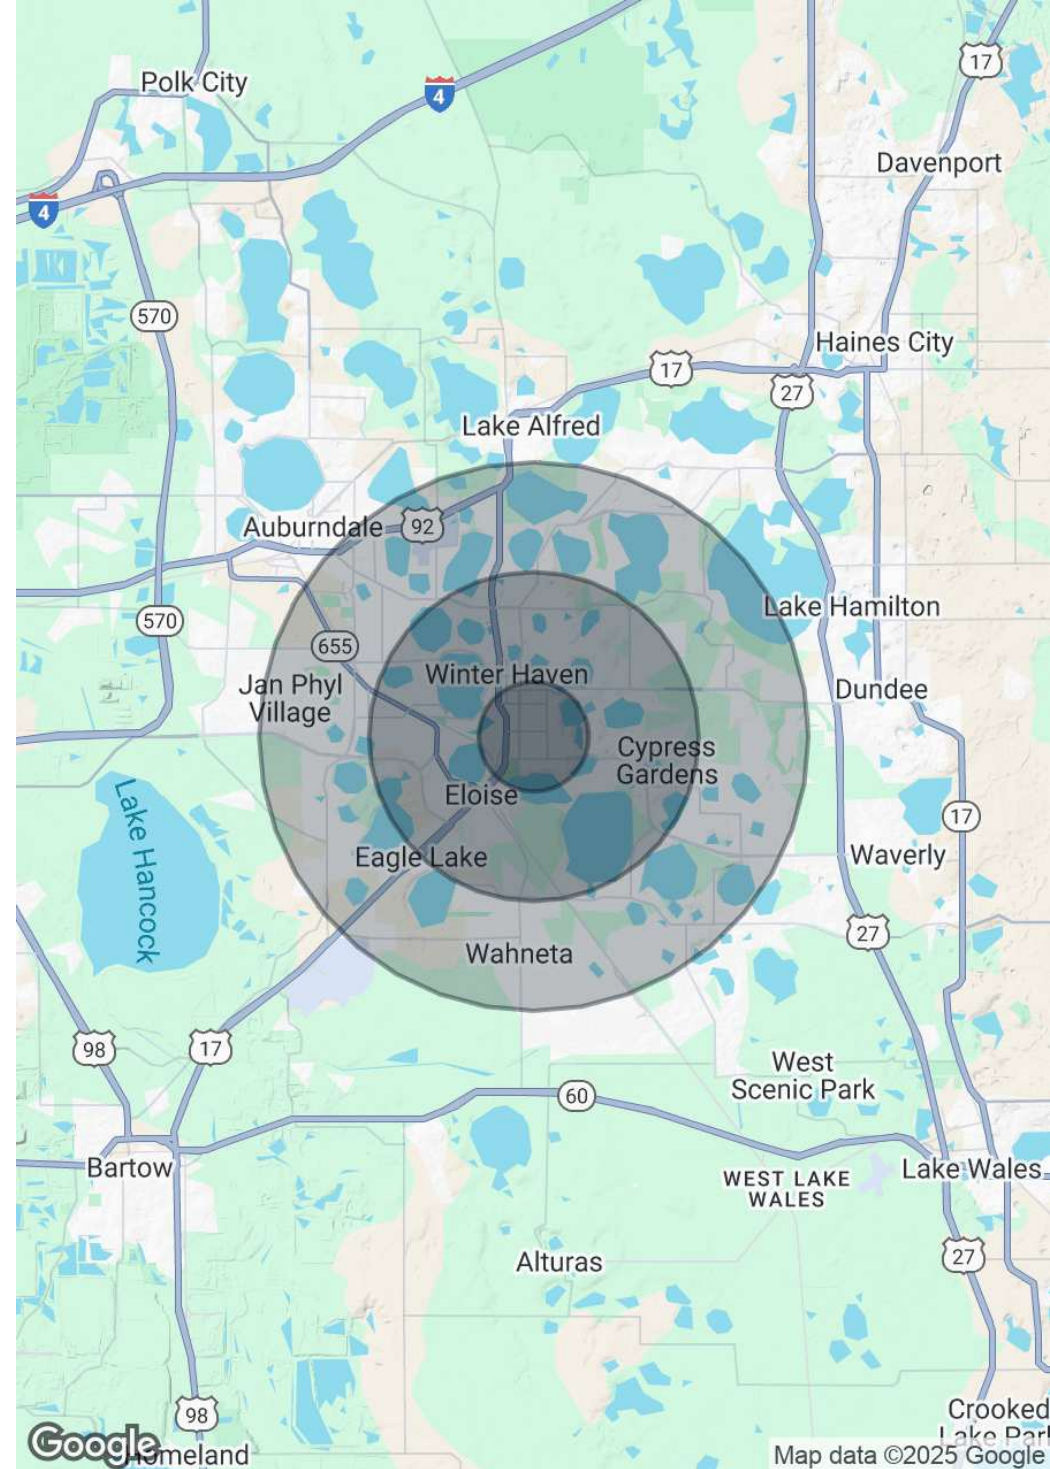 Polk City
4
17
Davenport
4
570
Haines City
17
27
Lake Alfred
Auburndale
92
570
Lake Hamilton
655
Winter Haven
Jan Phyl
Village
Dundee
Cypress
Gardens
Eloise
Lake Hancock
17
Eagle Lake
Waverly
27
Wahneta
98
17
West
Scenic Park
60
Bartow
WEST LAKE
WALES
Lake Wales
27
Alturas
98
Crooked
Lake Park
Google
Homeland
Map data ©2025 Google